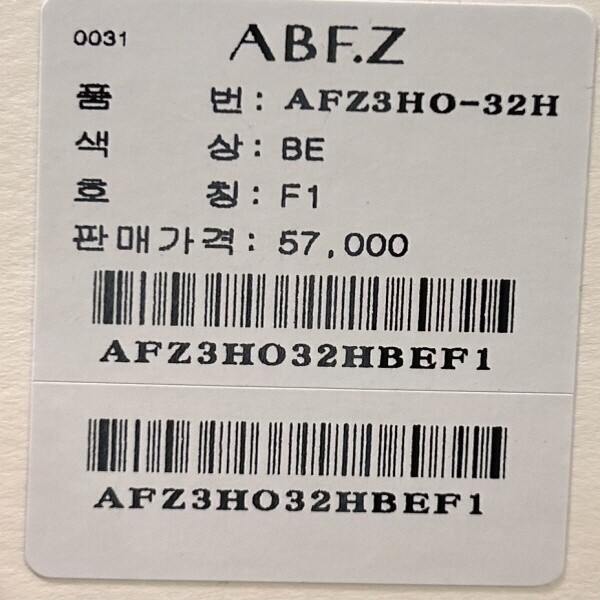 0031 ABF.Z
품 번 : AFZ3HO-32H
색 상 : BE
호 칭 : F1
판매가격 : 57,000
AFZ3HO32HBEF1
AFZ3HO32HBEF1